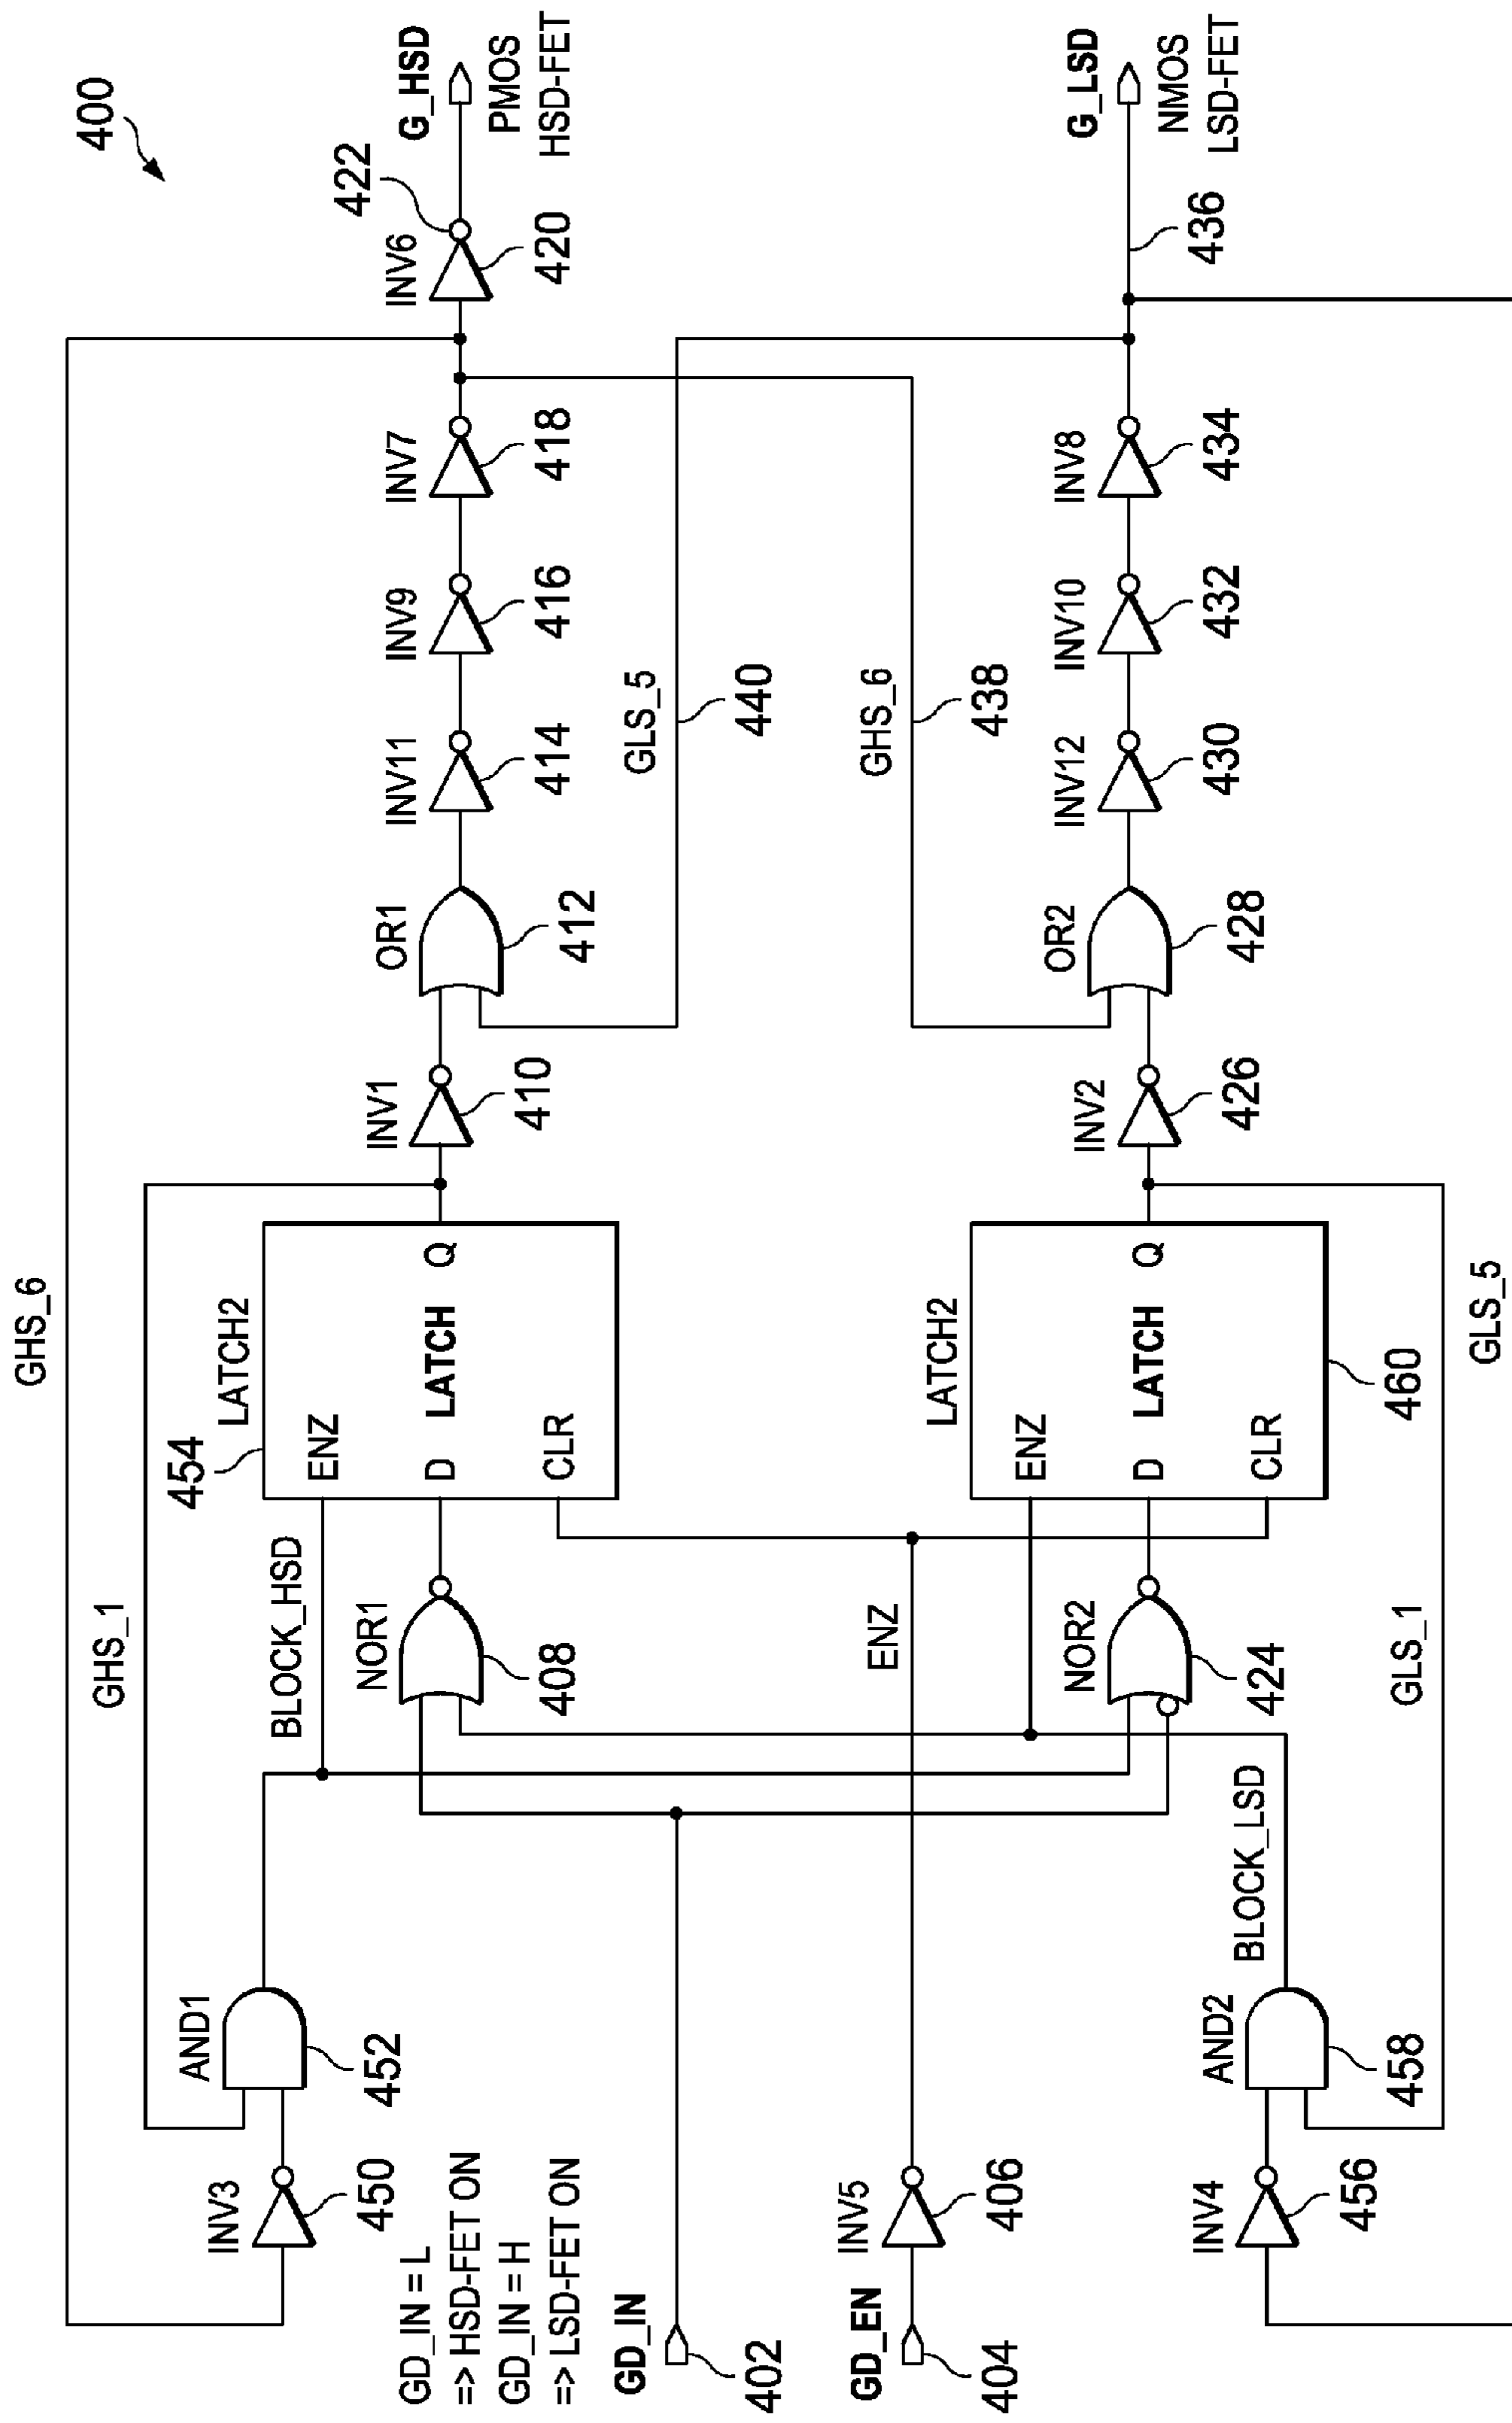 400
GHS_6
GHS_1
GD_IN = L
=> HSD-FET ON
GD_IN = H
=> LSD-FET ON
INV3
450
AND1
452
BLOCK_HSD
454
LATCH2
ENZ
D
LATCH
Q
CLR
NOR1
408
INV1
410
OR1
412
INV11
414
INV9
416
INV7
418
INV6
420
422
G_HSD
PMOS
HSD-FET
GD_IN
402
GLS_5
440
GD_EN
404
INV5
406
ENZ
GHS_6
438
INV4
456
AND2
458
BLOCK_LSD
NOR2
424
LATCH2
ENZ
D
LATCH
Q
CLR
460
INV2
426
OR2
428
INV12
430
INV10
432
INV8
434
436
G_LSD
NMOS
LSD-FET
GLS_1
GLS_5